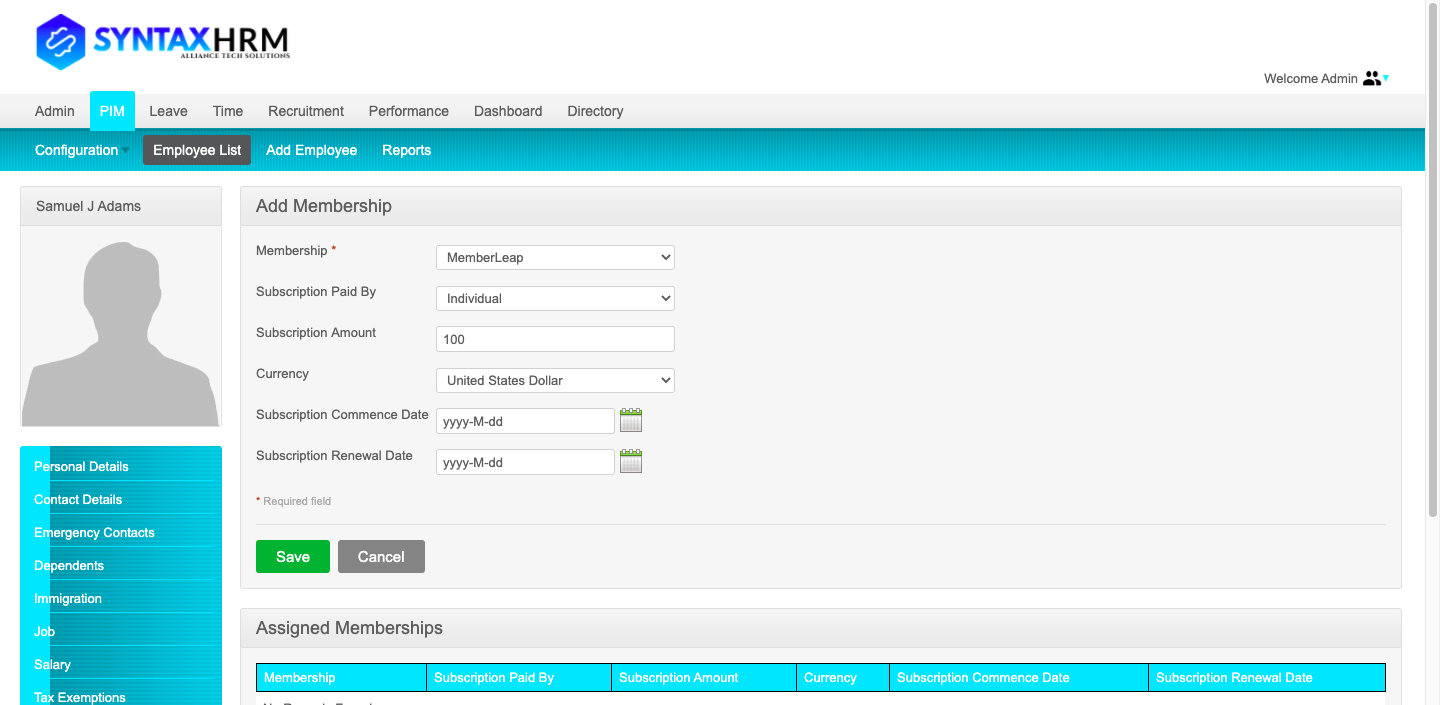 SYNTAXHRM
ALLIANCE TECH SOLUTIONS
Welcome Admin
Admin PIM Leave Time Recruitment Performance Dashboard Directory
Configuration Employee List Add Employee Reports
Samuel J Adams
Personal Details
Contact Details
Emergency Contacts
Dependents
Immigration
Job
Salary
Tax Exemptions
Add Membership
Membership * MemberLeap
Subscription Paid By Individual
Subscription Amount 100
Currency United States Dollar
Subscription Commence Date yyyy-M-dd
Subscription Renewal Date yyyy-M-dd
* Required field
Save Cancel
Assigned Memberships
Membership Subscription Paid By Subscription Amount Currency Subscription Commence Date Subscription Renewal Date